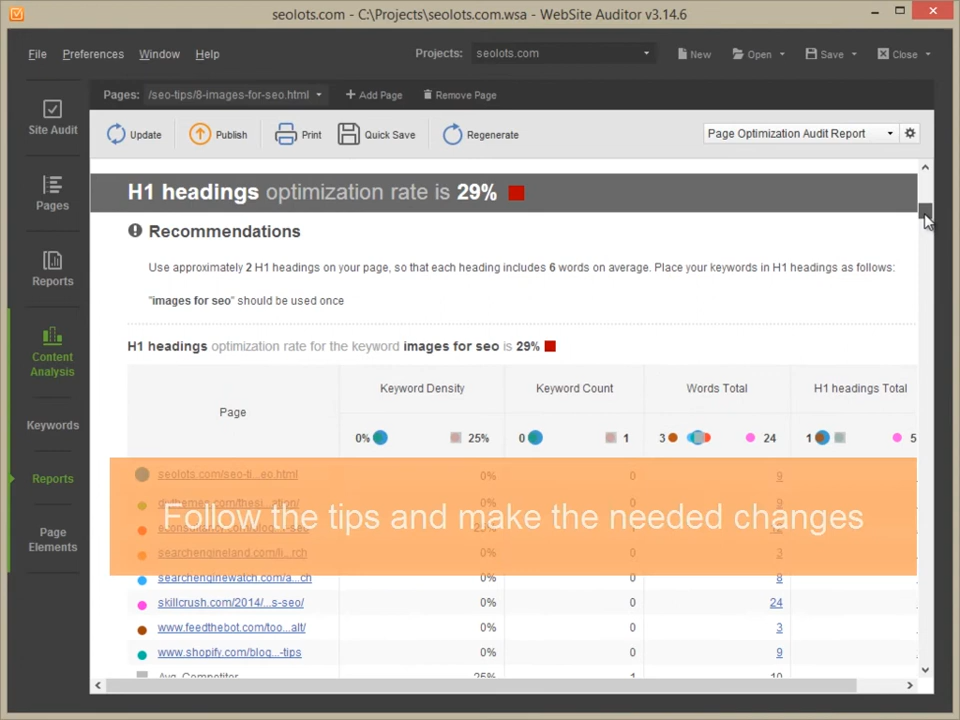 seolots.com - C:\Projects\seolots.com.wsa - WebSite Auditor v3.14.6
File Preferences Window Help Projects: seolots.com New Open Save Close
Pages: /seo-tips/8-images-for-seo.html Add Page Remove Page
Site Audit
Pages
Reports
Content Analysis
Keywords
Reports
Page Elements
Update Publish Print Quick Save Regenerate Page Optimization Audit Report
H1 headings optimization rate is 29%
Recommendations
Use approximately 2 H1 headings on your page, so that each heading includes 6 words on average. Place your keywords in H1 headings as follows:
"images for seo" should be used once
H1 headings optimization rate for the keyword images for seo is 29%
Page Keyword Density Keyword Count Words Total H1 headings Total
0% 25% 0 1 3 24 1 5
seolots.com/seo-ti...eo.html 0% 0 9
Follow the tips and make the needed changes
searchengineland.com/li...rch 0% 0 3
searchenginewatch.com/a...ch 0% 0 8
skillcrush.com/2014/...s-seo/ 0% 0 24
www.feedthebot.com/too...alt/ 0% 0 3
www.shopify.com/blog...-tips 0% 0 9
Avg. Competitor 25% 1 10